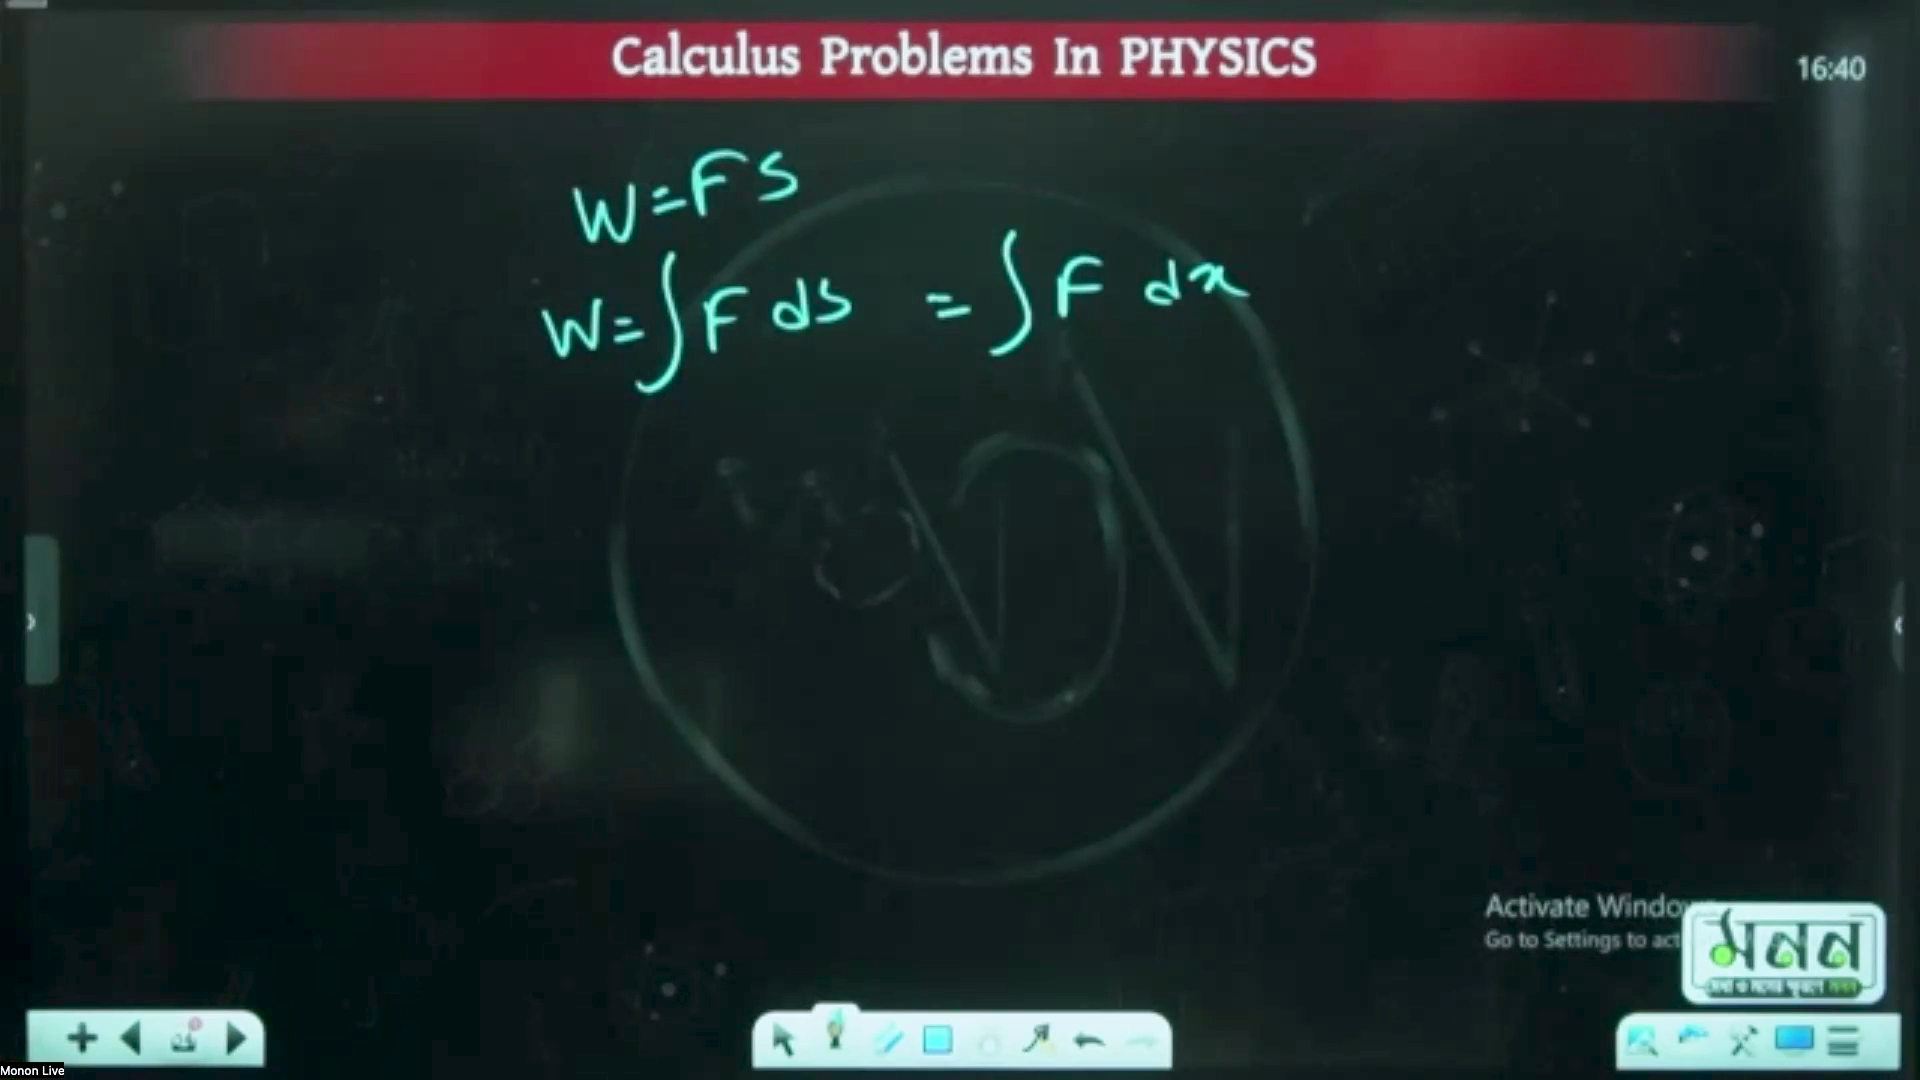 Calculus Problems In PHYSICS
16:40
W=FS
W=∫F ds = ∫F dx
Activate Windo
Go to Settings to act
মনন
Monon Live